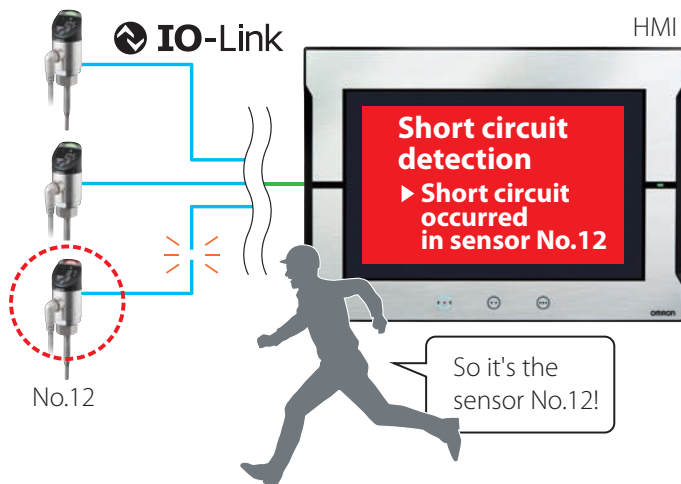 IO-Link
HMI
Short circuit
detection
▶ Short circuit
occurred
in sensor No.12
OMRON
So it's the
sensor No.12!
No.12